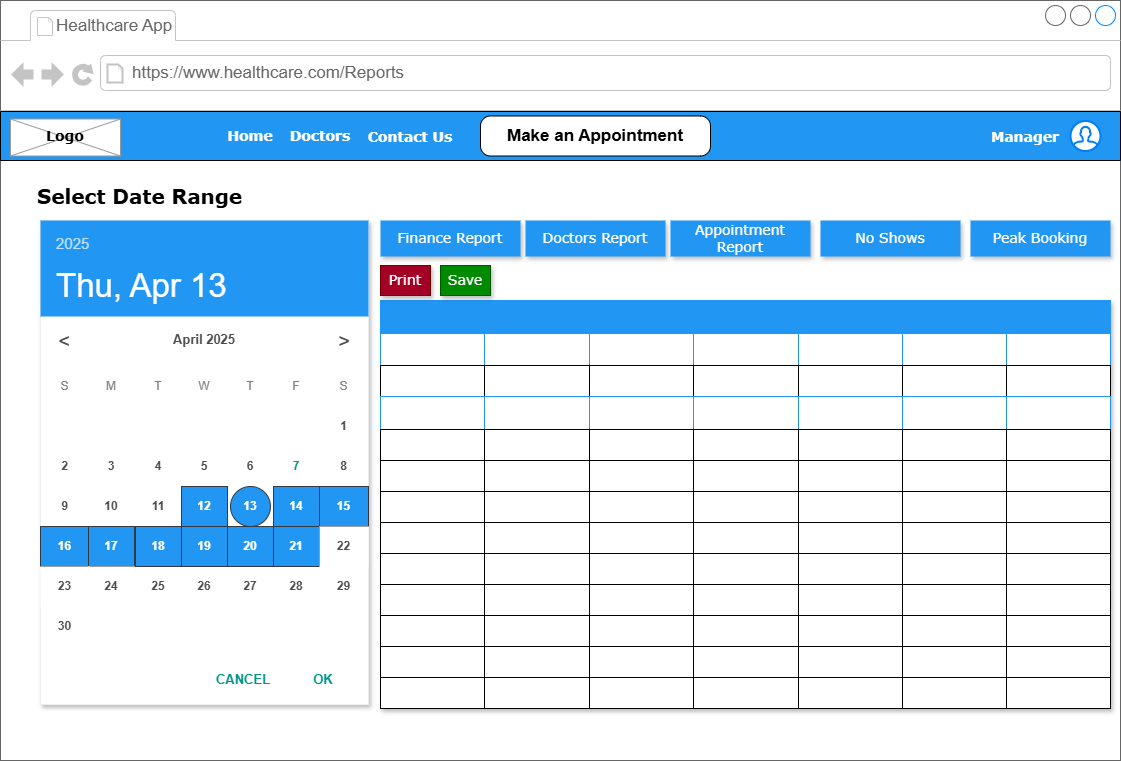 Healthcare App
https://www.healthcare.com/Reports
Logo
Home Doctors Contact Us Make an Appointment Manager
Select Date Range
2025
Thu, Apr 13
< April 2025 >
S M T W T F S
1
2 3 4 5 6 7 8
9 10 11 12 13 14 15
16 17 18 19 20 21 22
23 24 25 26 27 28 29
30
CANCEL OK
Finance Report Doctors Report Appointment
Report No Shows Peak Booking
Print Save